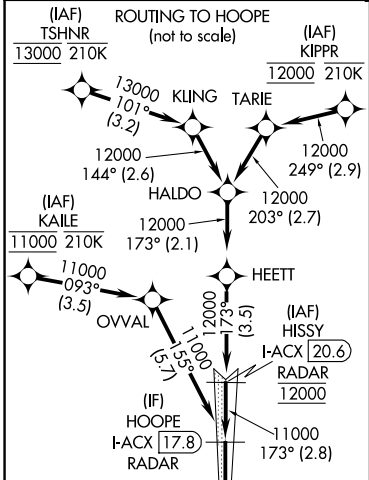 ROUTING TO HOOPE
(not to scale)
(IAF)
TSHNR
13000 210K
(IAF)
KIPPR
12000 210K
13000
101°
(3.2)
KLING
TARIE
12000
144° (2.6)
12000
249° (2.9)
HALDO
12000
203° (2.7)
12000
173° (2.1)
(IAF)
KAILE
11000 210K
11000
093°
(3.5)
OVVAL
HEETT
12000
173°
(3.5)
11000
155°
(5.7)
(IAF)
HISSY
I-ACX 20.6
RADAR
12000
(IF)
HOOPE
I-ACX 17.8
RADAR
11000
173° (2.8)